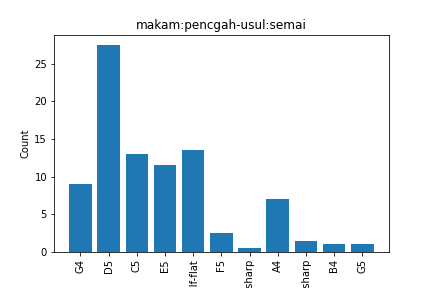 makam:pencgah-usul:semai
Count
25
20
15
10
5
0
G4
D5
C5
E5
lf-flat
F5
sharp
A4
sharp
B4
G5